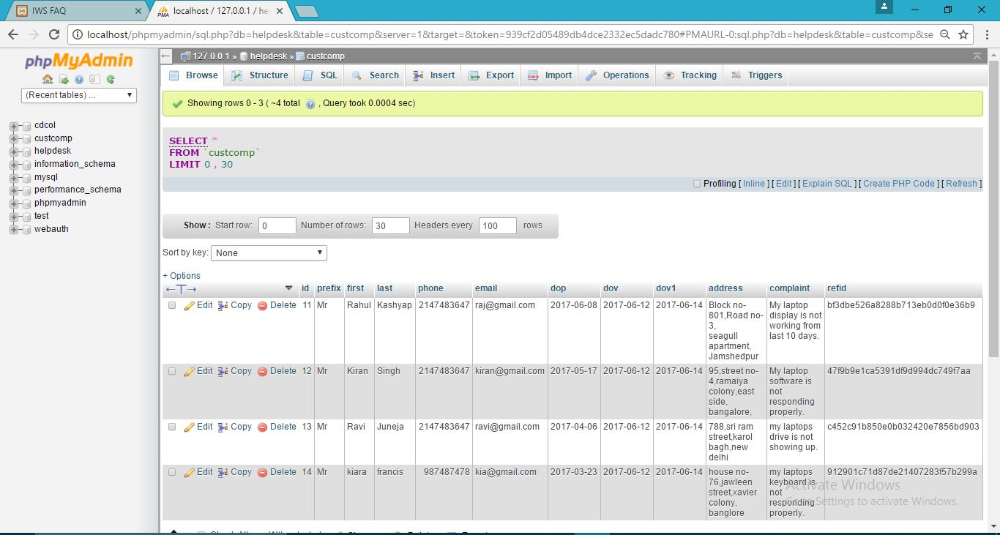 IWS FAQ
localhost / 127.0.0.1 / hel
localhost/phpmyadmin/sql.php?db=helpdesk&table=custcomp&server=1&target=&token=939cf2d05489db4dce2332ec5dadc780#PMAURL-0:sql.php?db=helpdesk&table=custcomp&se
phpMyAdmin
(Recent tables) ...
cdcol
custcomp
helpdesk
information_schema
mysql
performance_schema
phpmyadmin
test
webauth
127.0.0.1 » helpdesk » custcomp
Browse Structure SQL Search Insert Export Import Operations Tracking Triggers
Showing rows 0 - 3 ( ~4 total , Query took 0.0004 sec)
SELECT *
FROM `custcomp`
LIMIT 0 , 30
Profiling [ Inline ] [ Edit ] [ Explain SQL ] [ Create PHP Code ] [ Refresh ]
Show : Start row: 0 Number of rows: 30 Headers every 100 rows
Sort by key: None
+ Options
←T→ id prefix first last phone email dop dov dov1 address complaint refid
Edit Copy Delete 11 Mr Rahul Kashyap 2147483647 raj@gmail.com 2017-06-08 2017-06-12 2017-06-14 Block no- My laptop bf3dbe526a8288b713eb0d0f0e36b9
801,Road no- display is not
3, working from
seagull last 10 days.
apartment,
Jamshedpur
Edit Copy Delete 12 Mr Kiran Singh 2147483647 kiran@gmail.com 2017-05-17 2017-06-12 2017-06-14 95,street no- My laptop 47f9b9e1ca5391df9d994dc749f7aa
4,ramaiya software is
colony,east not
side, responding
bangalore, properly.
Edit Copy Delete 13 Mr Ravi Juneja 2147483647 ravi@gmail.com 2017-04-06 2017-06-12 2017-06-14 788,sri ram my laptops c452c91b850e0b032420e7856bd903
street,karol drive is not
bagh,new showing up.
delhi
Edit Copy Delete 14 Mr kiara francis 987487478 kia@gmail.com 2017-03-23 2017-06-12 2017-06-14 house no- my laptops 912901c71d87de21407283f57b299a
76,jawleen keyboard is
street,xavier not
colony, responding
banglore properly.
Activate Windows
Go to Settings to activate Windows.